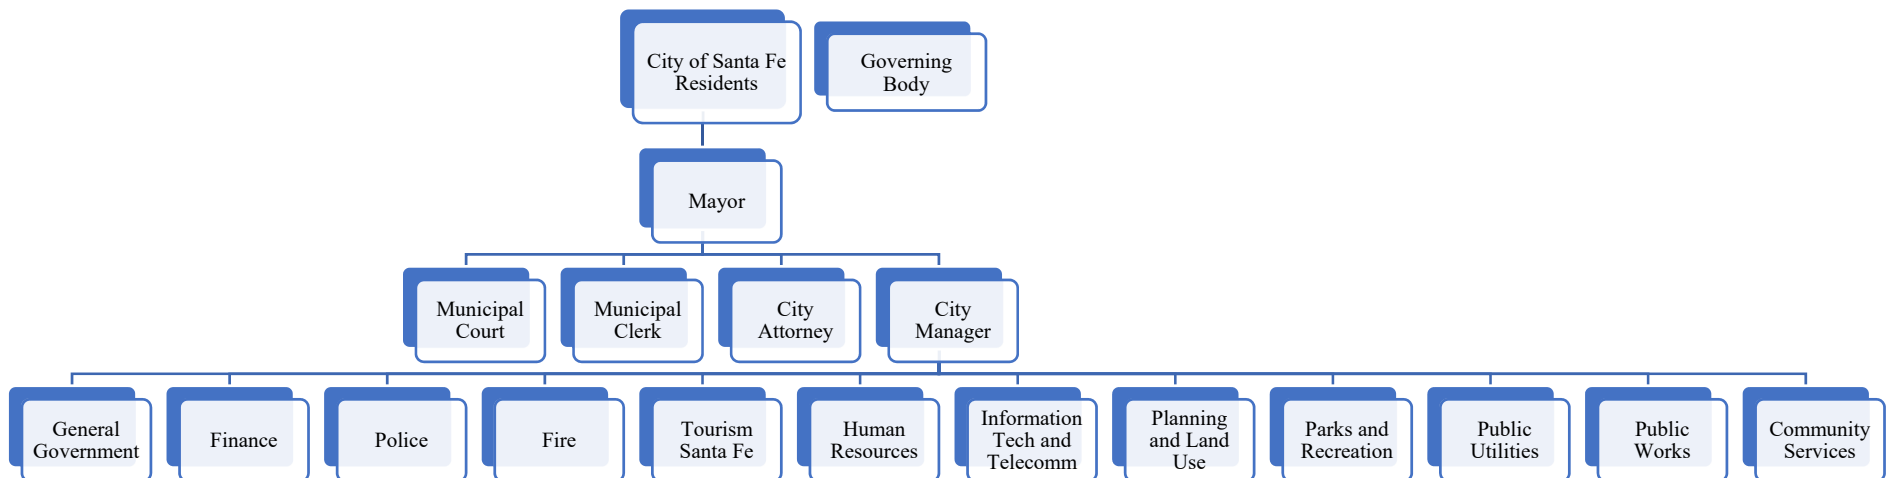 City of Santa Fe
Residents
Governing
Body
Mayor
Municipal
Court
Municipal
Clerk
City
Attorney
City
Manager
General
Government
Finance
Police
Fire
Tourism
Santa Fe
Human
Resources
Information
Tech and
Telecomm
Planning
and Land
Use
Parks and
Recreation
Public
Utilities
Public
Works
Community
Services